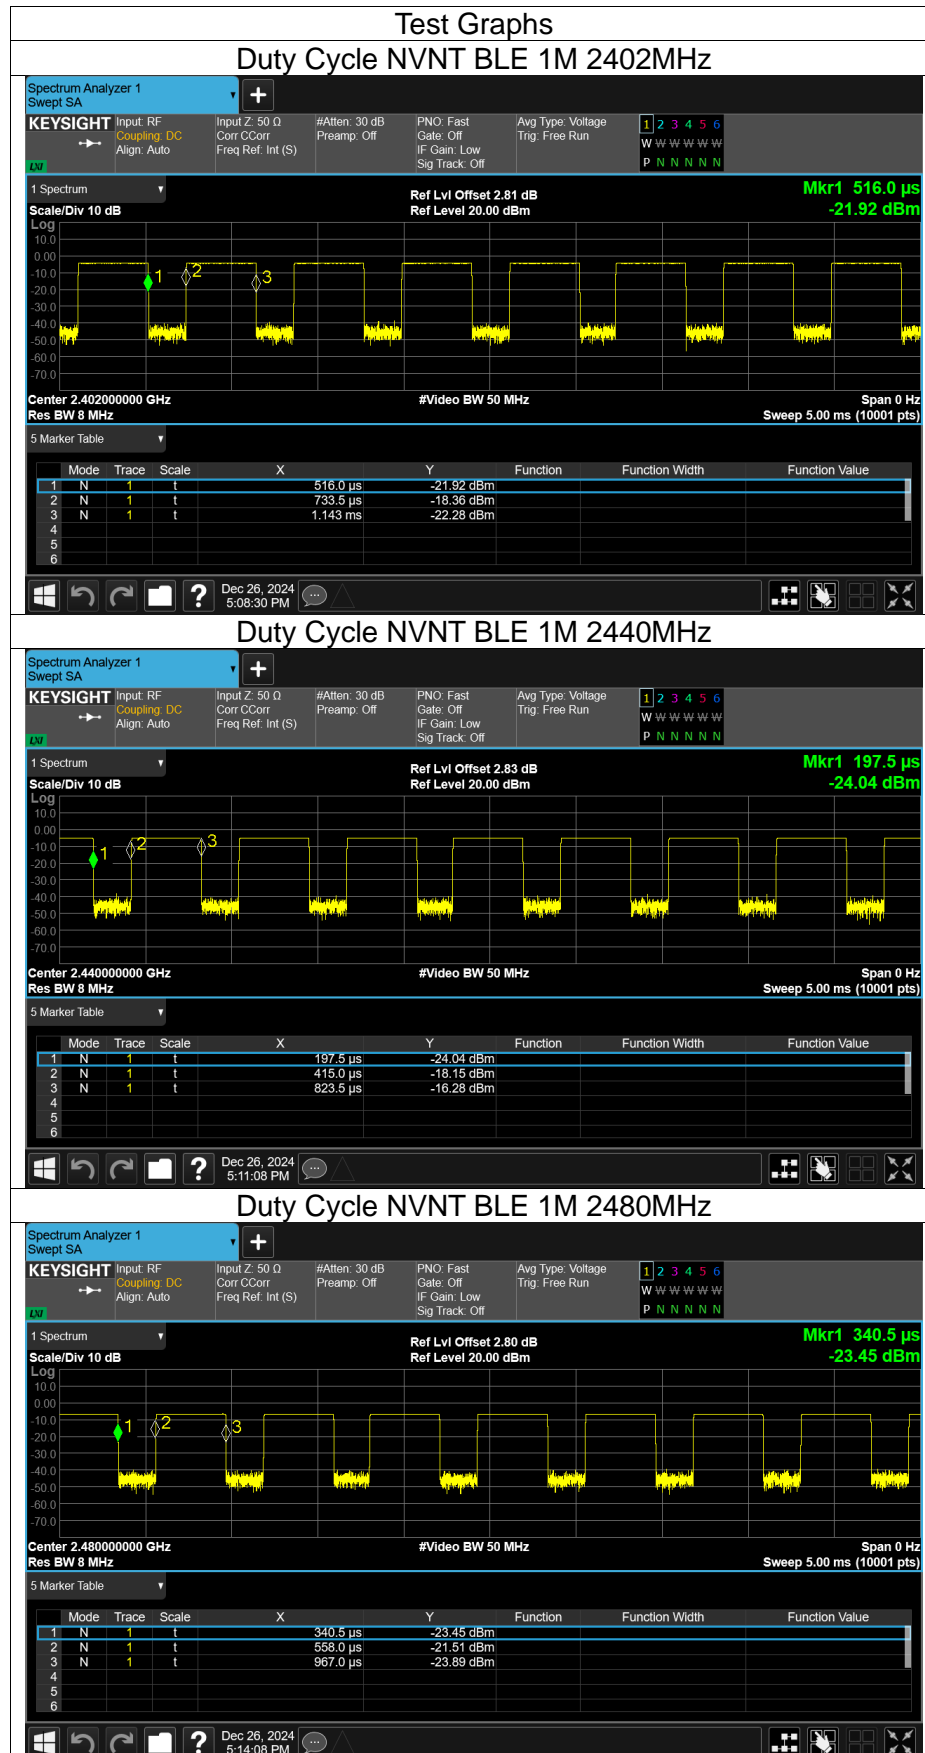 Test Graphs
Duty Cycle NVNT BLE 1M 2402MHz
Spectrum Analyzer 1
Swept SA
+
KEYSIGHT Input: RF Input Z: 50 Ω #Atten: 30 dB PNO: Fast Avg Type: Voltage 1 2 3 4 5 6
Coupling: DC Corr CCorr Preamp: Off Gate: Off Trig: Free Run W W W W W W
Align: Auto Freq Ref: Int (S) IF Gain: Low
LXI Sig Track: Off P N N N N N
1 Spectrum Ref Lvl Offset 2.81 dB Mkr1 516.0 µs
Scale/Div 10 dB Ref Level 20.00 dBm -21.92 dBm
Log
10.0
0.00
-10.0 1 2 3
-20.0
-30.0
-40.0
-50.0
-60.0
-70.0
Center 2.402000000 GHz #Video BW 50 MHz Span 0 Hz
Res BW 8 MHz Sweep 5.00 ms (10001 pts)
5 Marker Table
Mode Trace Scale X Y Function Function Width Function Value
1 N 1 t 516.0 µs -21.92 dBm
2 N 1 t 733.5 µs -18.36 dBm
3 N 1 t 1.143 ms -22.28 dBm
4
5
6
? Dec 26, 2024
5:08:30 PM
Duty Cycle NVNT BLE 1M 2440MHz
Spectrum Analyzer 1
Swept SA
+
KEYSIGHT Input: RF Input Z: 50 Ω #Atten: 30 dB PNO: Fast Avg Type: Voltage 1 2 3 4 5 6
Coupling: DC Corr CCorr Preamp: Off Gate: Off Trig: Free Run W W W W W W
Align: Auto Freq Ref: Int (S) IF Gain: Low
LXI Sig Track: Off P N N N N N
1 Spectrum Ref Lvl Offset 2.83 dB Mkr1 197.5 µs
Scale/Div 10 dB Ref Level 20.00 dBm -24.04 dBm
Log
10.0
0.00
-10.0 1 2 3
-20.0
-30.0
-40.0
-50.0
-60.0
-70.0
Center 2.440000000 GHz #Video BW 50 MHz Span 0 Hz
Res BW 8 MHz Sweep 5.00 ms (10001 pts)
5 Marker Table
Mode Trace Scale X Y Function Function Width Function Value
1 N 1 t 197.5 µs -24.04 dBm
2 N 1 t 415.0 µs -18.15 dBm
3 N 1 t 823.5 µs -16.28 dBm
4
5
6
? Dec 26, 2024
5:11:08 PM
Duty Cycle NVNT BLE 1M 2480MHz
Spectrum Analyzer 1
Swept SA
+
KEYSIGHT Input: RF Input Z: 50 Ω #Atten: 30 dB PNO: Fast Avg Type: Voltage 1 2 3 4 5 6
Coupling: DC Corr CCorr Preamp: Off Gate: Off Trig: Free Run W W W W W W
Align: Auto Freq Ref: Int (S) IF Gain: Low
LXI Sig Track: Off P N N N N N
1 Spectrum Ref Lvl Offset 2.80 dB Mkr1 340.5 µs
Scale/Div 10 dB Ref Level 20.00 dBm -23.45 dBm
Log
10.0
0.00
-10.0 1 2 3
-20.0
-30.0
-40.0
-50.0
-60.0
-70.0
Center 2.480000000 GHz #Video BW 50 MHz Span 0 Hz
Res BW 8 MHz Sweep 5.00 ms (10001 pts)
5 Marker Table
Mode Trace Scale X Y Function Function Width Function Value
1 N 1 t 340.5 µs -23.45 dBm
2 N 1 t 558.0 µs -21.51 dBm
3 N 1 t 967.0 µs -23.89 dBm
4
5
6
? Dec 26, 2024
5:14:08 PM